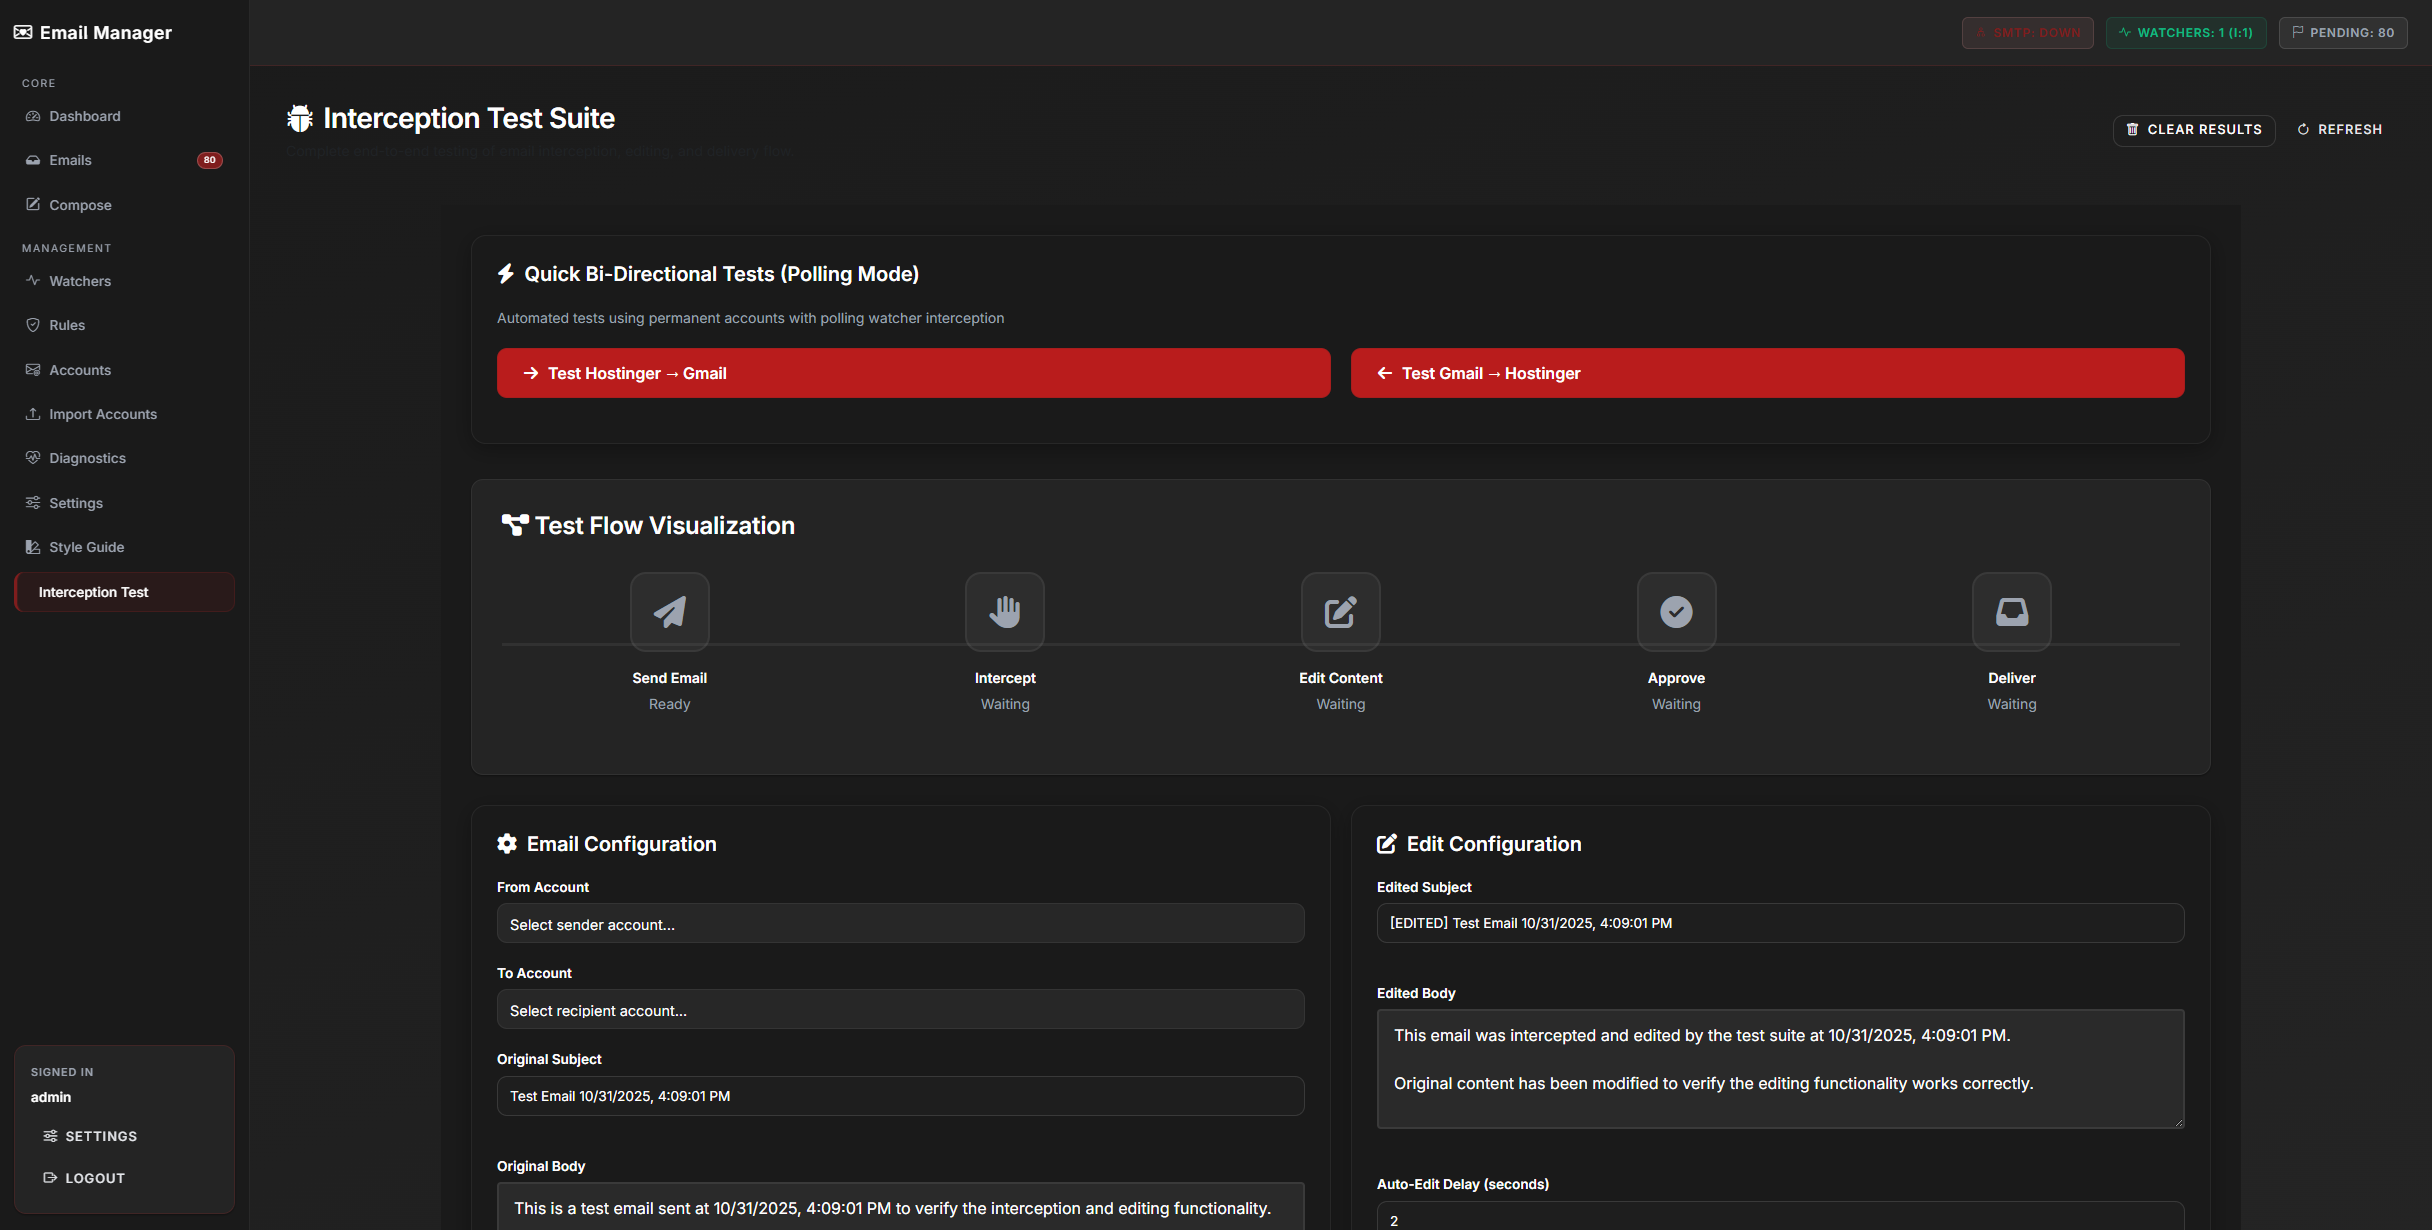 Email Manager
SMTP: DOWN
WATCHERS: 1 (I:1)
PENDING: 80
CORE
Dashboard
Emails
80
Compose
MANAGEMENT
Watchers
Rules
Accounts
Import Accounts
Diagnostics
Settings
Style Guide
Interception Test
SIGNED IN
admin
SETTINGS
LOGOUT
Interception Test Suite
Complete end-to-end testing of email interception, editing, and delivery flow
CLEAR RESULTS
REFRESH
Quick Bi-Directional Tests (Polling Mode)
Automated tests using permanent accounts with polling watcher interception
Test Hostinger → Gmail
Test Gmail → Hostinger
Test Flow Visualization
Send Email
Ready
Intercept
Waiting
Edit Content
Waiting
Approve
Waiting
Deliver
Waiting
Email Configuration
From Account
Select sender account...
To Account
Select recipient account...
Original Subject
Test Email 10/31/2025, 4:09:01 PM
Original Body
This is a test email sent at 10/31/2025, 4:09:01 PM to verify the interception and editing functionality.
Edit Configuration
Edited Subject
[EDITED] Test Email 10/31/2025, 4:09:01 PM
Edited Body
This email was intercepted and edited by the test suite at 10/31/2025, 4:09:01 PM.
Original content has been modified to verify the editing functionality works correctly.
Auto-Edit Delay (seconds)
2